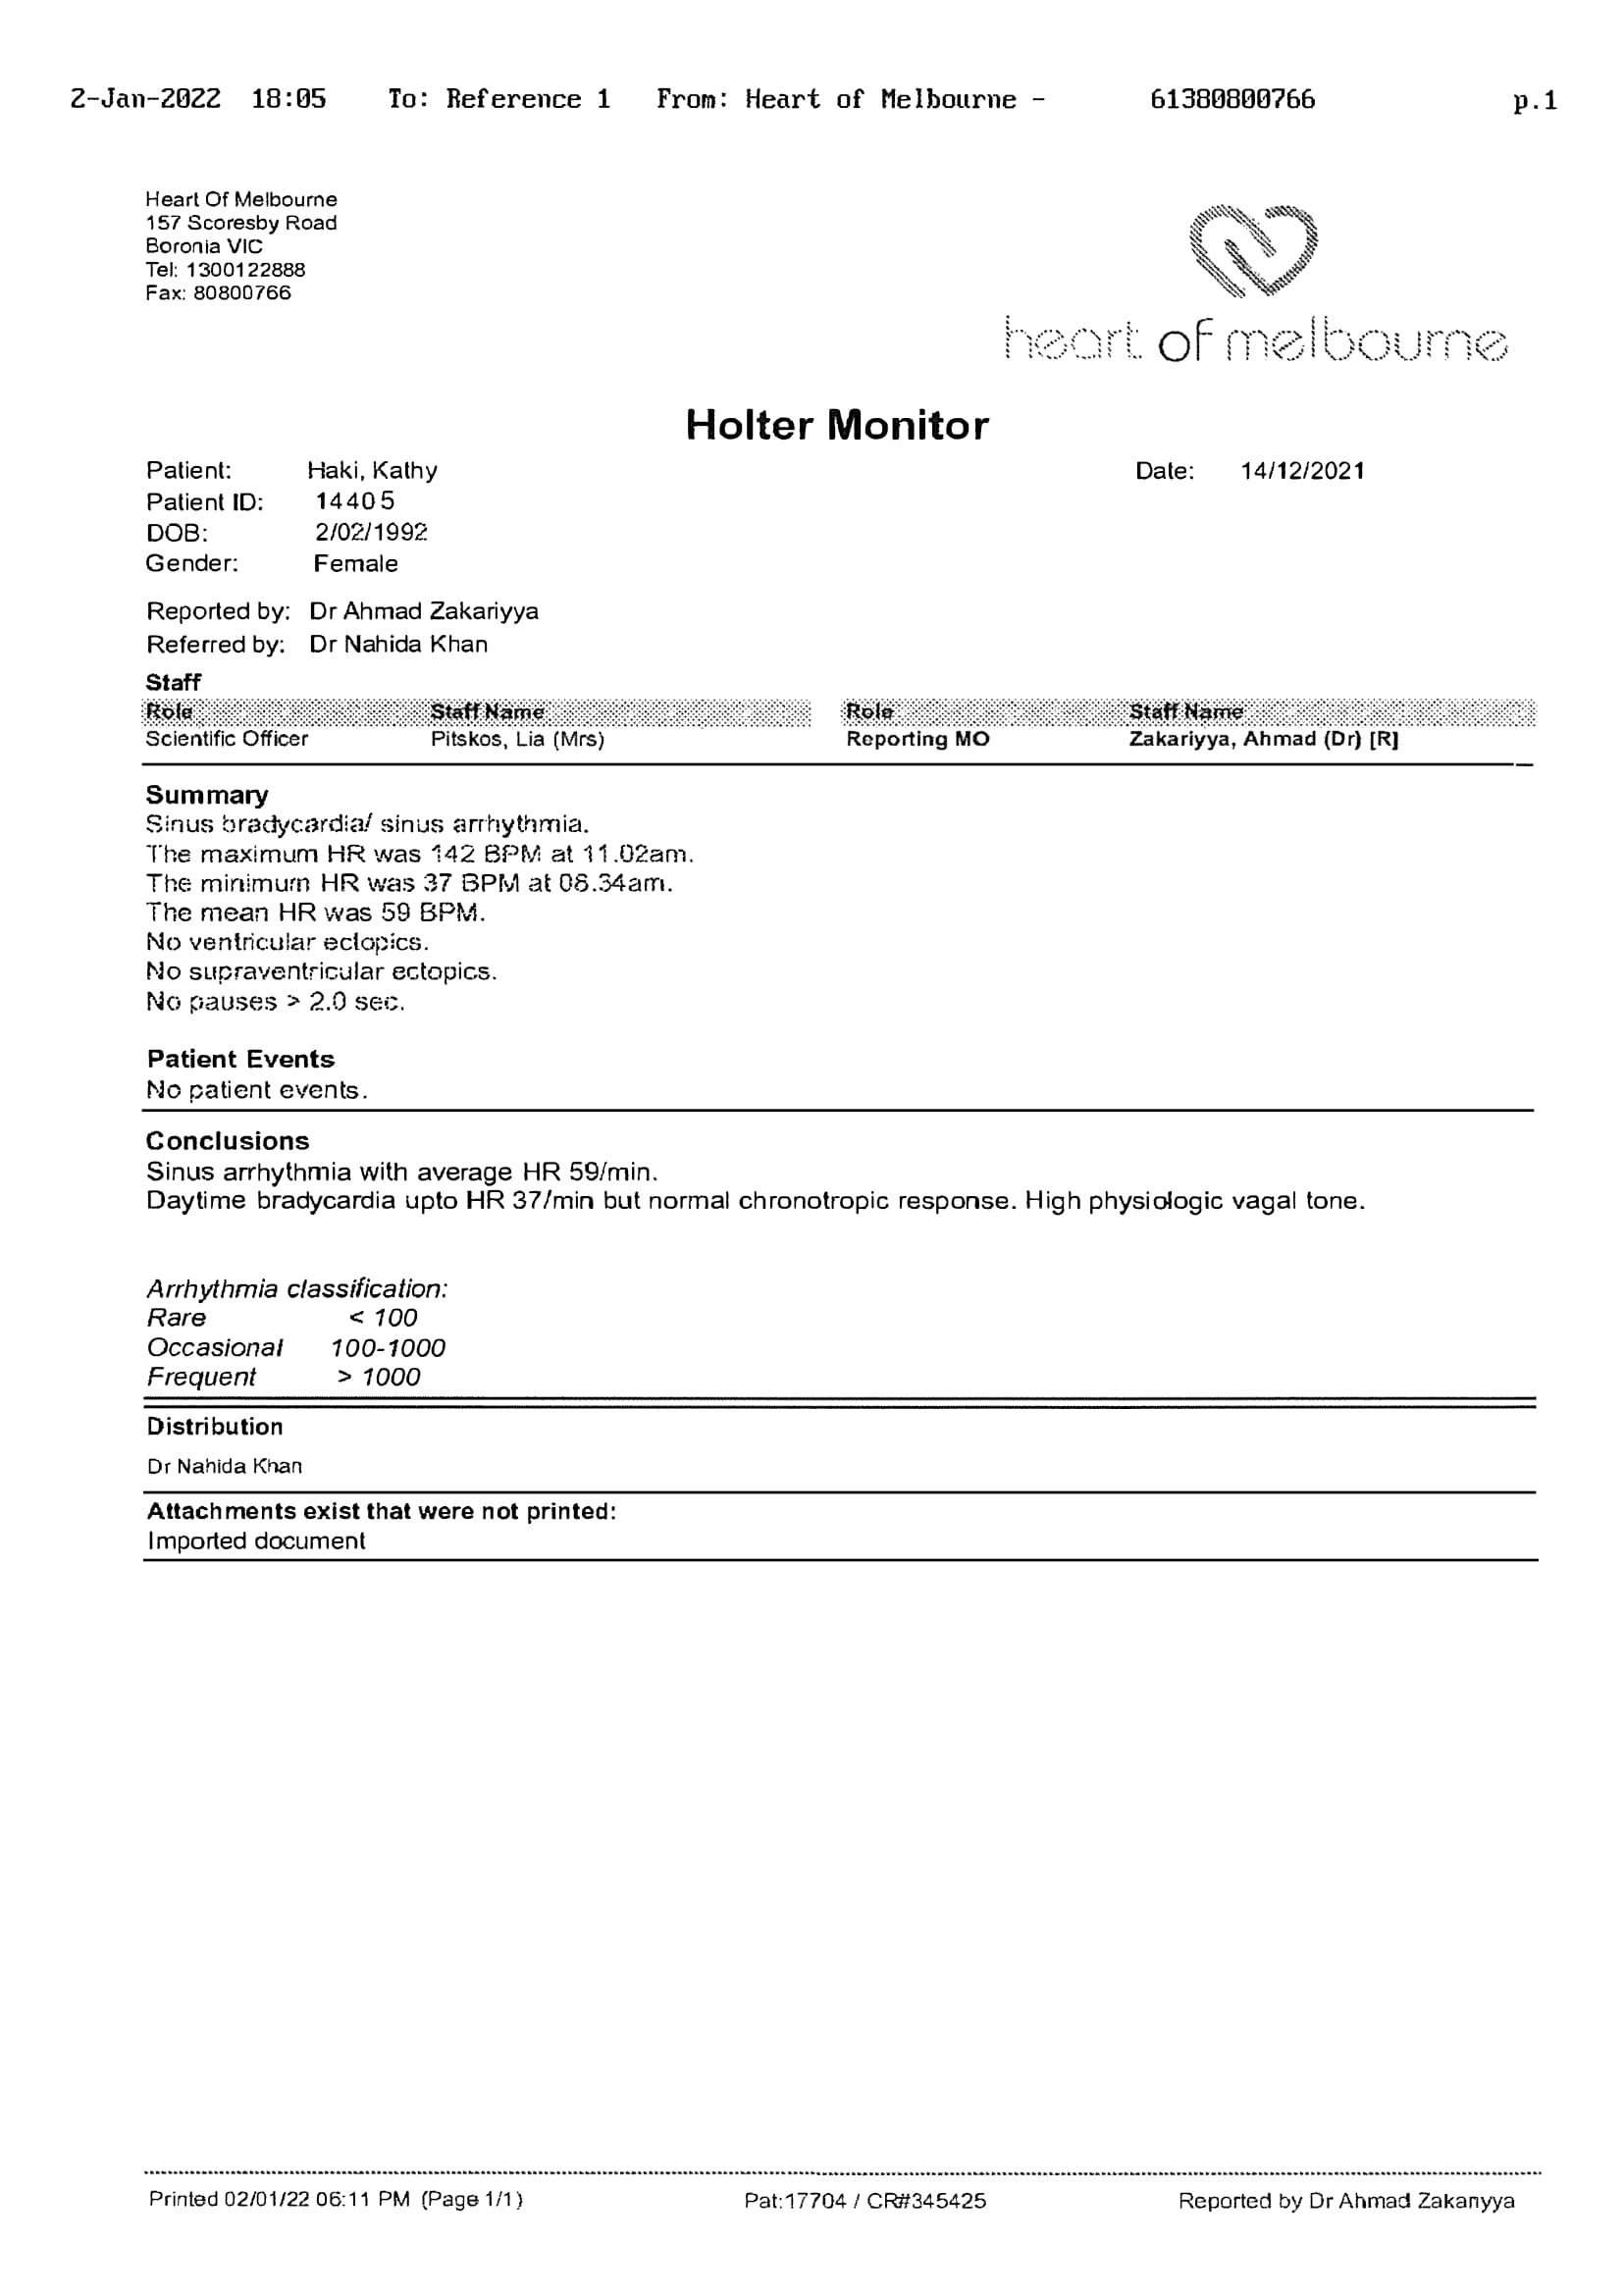 2-Jan-2022 18:05 To: Reference 1 From: Heart of Melbourne - 61380800766 p.1
Heart Of Melbourne
157 Scoresby Road
Boronia VIC
Tel: 1300122888
Fax: 80800766
heart of melbourne
Holter Monitor
Patient: Haki, Kathy Date: 14/12/2021
Patient ID: 14405
DOB: 2/02/1992
Gender: Female
Reported by: Dr Ahmad Zakariyya
Referred by: Dr Nahida Khan
Staff
Role Staff Name Role Staff Name
Scientific Officer Pitskos, Lia (Mrs) Reporting MO Zakariyya, Ahmad (Dr) [R]
Summary
Sinus bradycardia/ sinus arrhythmia.
The maximum HR was 142 BPM at 11.02am.
The minimum HR was 37 BPM at 08.34am.
The mean HR was 59 BPM.
No ventricular ectopics.
No supraventricular ectopics.
No pauses > 2.0 sec.
Patient Events
No patient events.
Conclusions
Sinus arrhythmia with average HR 59/min.
Daytime bradycardia upto HR 37/min but normal chronotropic response. High physiologic vagal tone.
Arrhythmia classification:
Rare < 100
Occasional 100-1000
Frequent > 1000
Distribution
Dr Nahida Khan
Attachments exist that were not printed:
Imported document
Printed 02/01/22 06:11 PM (Page 1/1) Pat:17704 / CR#345425 Reported by Dr Ahmad Zakariyya